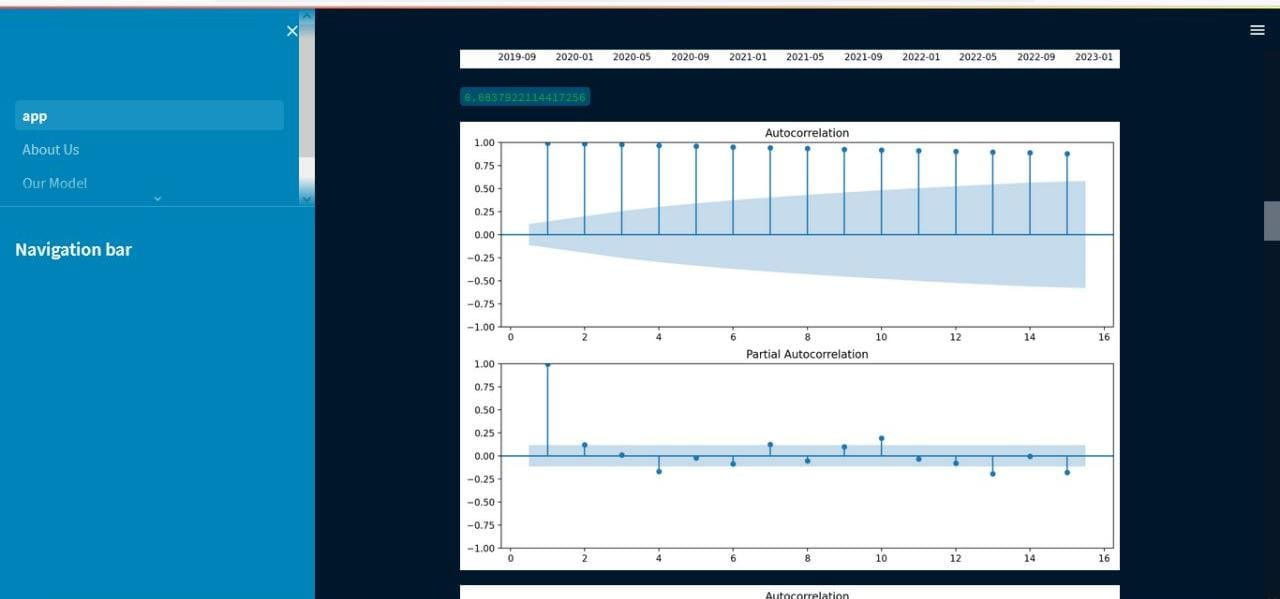 app
About Us
Our Model
Navigation bar
2019-09 2020-01 2020-05 2020-09 2021-01 2021-05 2021-09 2022-01 2022-05 2022-09 2023-01
0.6837922114417256
Autocorrelation
1.00
0.75
0.50
0.25
0.00
−0.25
−0.50
−0.75
−1.00
0 2 4 6 8 10 12 14 16
Partial Autocorrelation
1.00
0.75
0.50
0.25
0.00
−0.25
−0.50
−0.75
−1.00
0 2 4 6 8 10 12 14 16
Autocorrelation